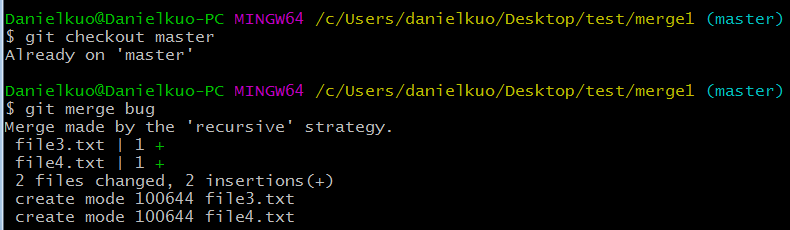 Danielkuo@Danielkuo-PC MINGW64 /c/Users/danielkuo/Desktop/test/merge1 (master)
$ git checkout master
Already on 'master'
Danielkuo@Danielkuo-PC MINGW64 /c/Users/danielkuo/Desktop/test/merge1 (master)
$ git merge bug
Merge made by the 'recursive' strategy.
 file3.txt | 1 +
 file4.txt | 1 +
 2 files changed, 2 insertions(+)
 create mode 100644 file3.txt
 create mode 100644 file4.txt